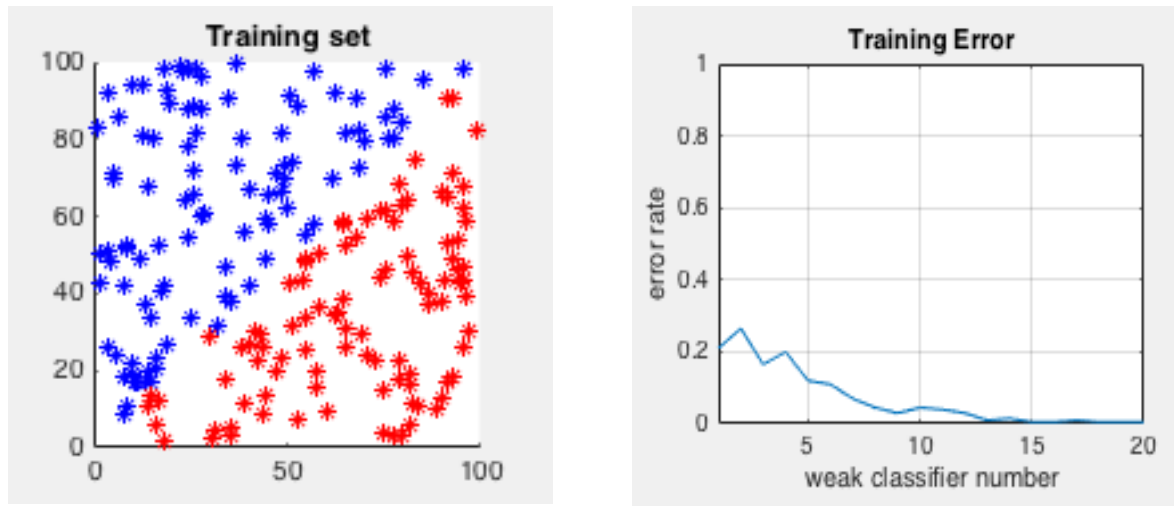 Training set
100
80
60
40
20
0
0 50 100
Training Error
1
0.8
0.6
0.4
0.2
0
5 10 15 20
error rate
weak classifier number